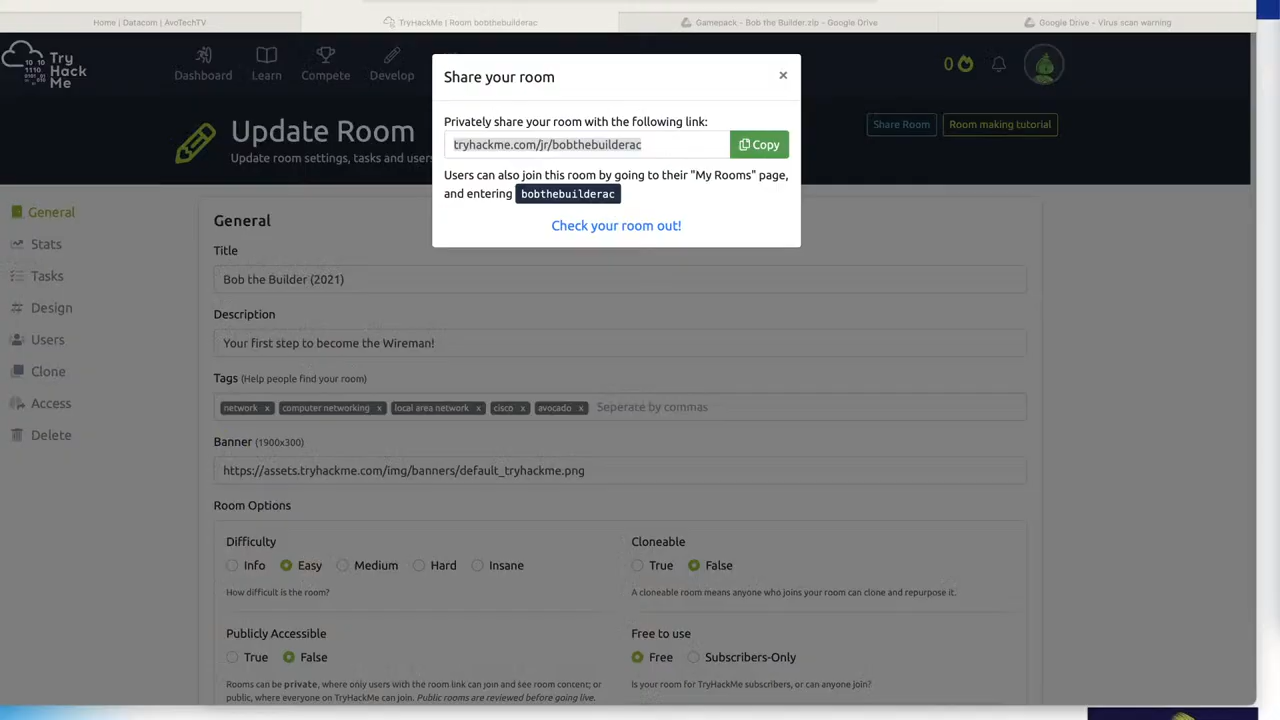 Home | Datacom | AvoTechTV
TryHackMe | Room bobthebuilderac
Gamepack - Bob the Builder.zip - Google Drive
Google Drive - Virus scan warning
Try
Hack
Me
10 10
1110
0101 01
010
Dashboard
Learn
Compete
Develop
0
Share your room
×
Privately share your room with the following link:
tryhackme.com/jr/bobthebuilderac
Copy
Users can also join this room by going to their "My Rooms" page,
and entering bobthebuilderac
Check your room out!
Update Room
Update room settings, tasks and users
Share Room
Room making tutorial
General
Stats
Tasks
Design
Users
Clone
Access
Delete
General
Title
Bob the Builder (2021)
Description
Your first step to become the Wireman!
Tags (Help people find your room)
network x computer networking x local area network x cisco x avocado x Seperate by commas
Banner (1900x300)
https://assets.tryhackme.com/img/banners/default_tryhackme.png
Room Options
Difficulty
Info Easy Medium Hard Insane
How difficult is the room?
Cloneable
True False
A cloneable room means anyone who joins your room can clone and repurpose it.
Publicly Accessible
True False
Rooms can be private, where only users with the room link can join and see room content; or
public, where everyone on TryHackMe can join. Public rooms are reviewed before going live.
Free to use
Free Subscribers-Only
Is your room for TryHackMe subscribers, or can anyone join?